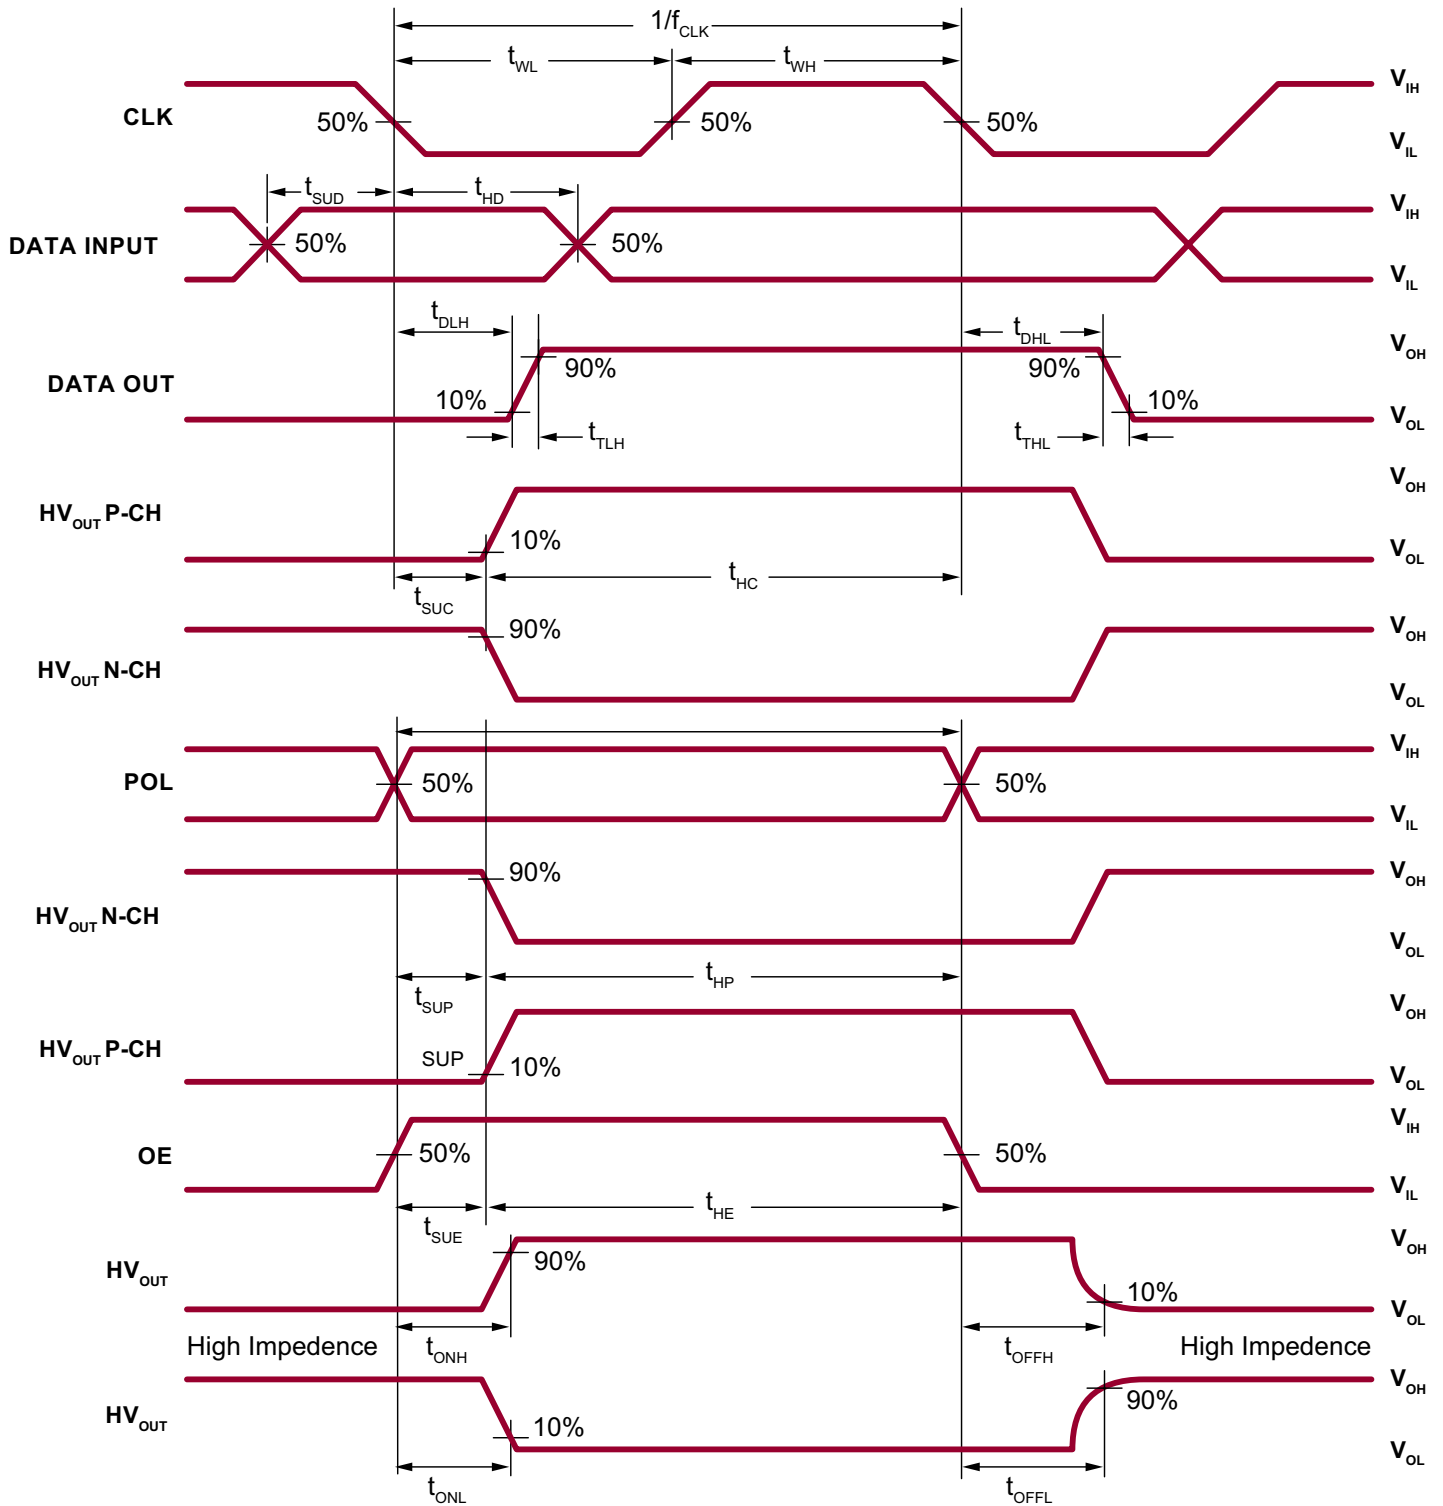 1/fCLK
tWL
tWH
CLK
50%
50%
50%
VIH
VIL
tSUD
tHD
DATA INPUT
50%
50%
VIH
VIL
tDLH
tDHL
DATA OUT
10%
90%
90%
10%
tTLH
tTHL
VOH
VOL
HVOUT P-CH
10%
VOH
VOL
tSUC
tHC
HVOUT N-CH
90%
VOH
VOL
POL
50%
50%
VIH
VIL
HVOUT N-CH
90%
VOH
VOL
tSUP
tHP
HVOUT P-CH
SUP
10%
VOH
VOL
OE
50%
50%
VIH
VIL
tSUE
tHE
HVOUT
90%
10%
VOH
VOL
High Impedence
tONH
tOFFH
High Impedence
HVOUT
10%
90%
VOH
VOL
tONL
tOFFL